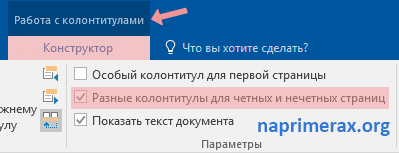 Работа с колонтитулами
Конструктор
Что вы хотите сделать?
Особый колонтитул для первой страницы
Разные колонтитулы для четных и нечетных страниц
Показать текст документа
Параметры
naprimerax.org